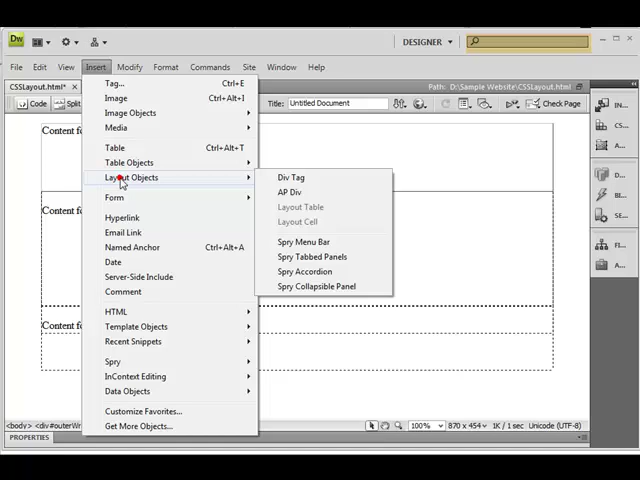 Dw
DESIGNER
File Edit View Insert Modify Format Commands Site Window Help
CSSLayout.html*
Path: D:\Sample Website\CSSLayout.html
Code Split
Title: Untitled Document
Check Page
Tag... Ctrl+E
Image Ctrl+Alt+I
Image Objects
Media
Table Ctrl+Alt+T
Table Objects
Layout Objects
Form
Hyperlink
Email Link
Named Anchor Ctrl+Alt+A
Date
Server-Side Include
Comment
HTML
Template Objects
Recent Snippets
Spry
InContext Editing
Data Objects
Customize Favorites...
Get More Objects...
Div Tag
AP Div
Layout Table
Layout Cell
Spry Menu Bar
Spry Tabbed Panels
Spry Accordion
Spry Collapsible Panel
Content fo
Content fo
Content fo
IN...
CS...
D...
B...
S...
FI...
A...
<body> <div#outerWr
100% 870 x 454 1K / 1 sec Unicode (UTF-8)
PROPERTIES